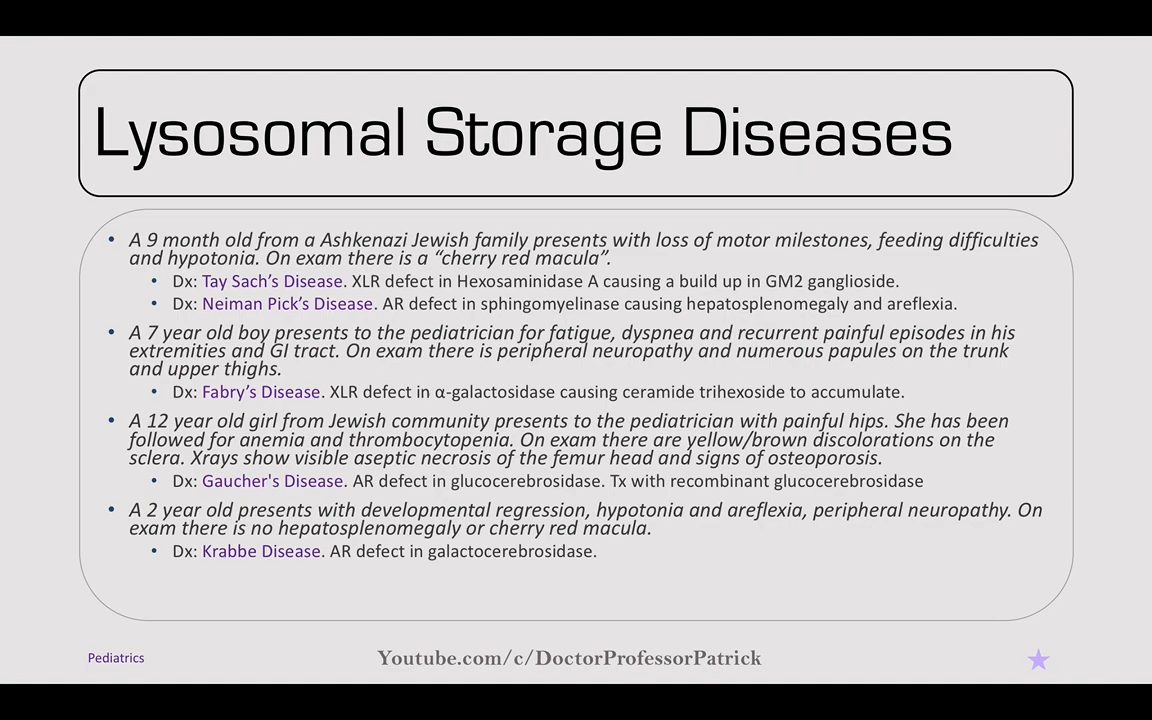 Lysosomal Storage Diseases
• A 9 month old from a Ashkenazi Jewish family presents with loss of motor milestones, feeding difficulties
and hypotonia. On exam there is a “cherry red macula”.
• Dx: Tay Sach’s Disease. XLR defect in Hexosaminidase A causing a build up in GM2 ganglioside.
• Dx: Neiman Pick’s Disease. AR defect in sphingomyelinase causing hepatosplenomegaly and areflexia.
• A 7 year old boy presents to the pediatrician for fatigue, dyspnea and recurrent painful episodes in his
extremities and GI tract. On exam there is peripheral neuropathy and numerous papules on the trunk
and upper thighs.
• Dx: Fabry’s Disease. XLR defect in α-galactosidase causing ceramide trihexoside to accumulate.
• A 12 year old girl from Jewish community presents to the pediatrician with painful hips. She has been
followed for anemia and thrombocytopenia. On exam there are yellow/brown discolorations on the
sclera. Xrays show visible aseptic necrosis of the femur head and signs of osteoporosis.
• Dx: Gaucher's Disease. AR defect in glucocerebrosidase. Tx with recombinant glucocerebrosidase
• A 2 year old presents with developmental regression, hypotonia and areflexia, peripheral neuropathy. On
exam there is no hepatosplenomegaly or cherry red macula.
• Dx: Krabbe Disease. AR defect in galactocerebrosidase.
Pediatrics
Youtube.com/c/DoctorProfessorPatrick